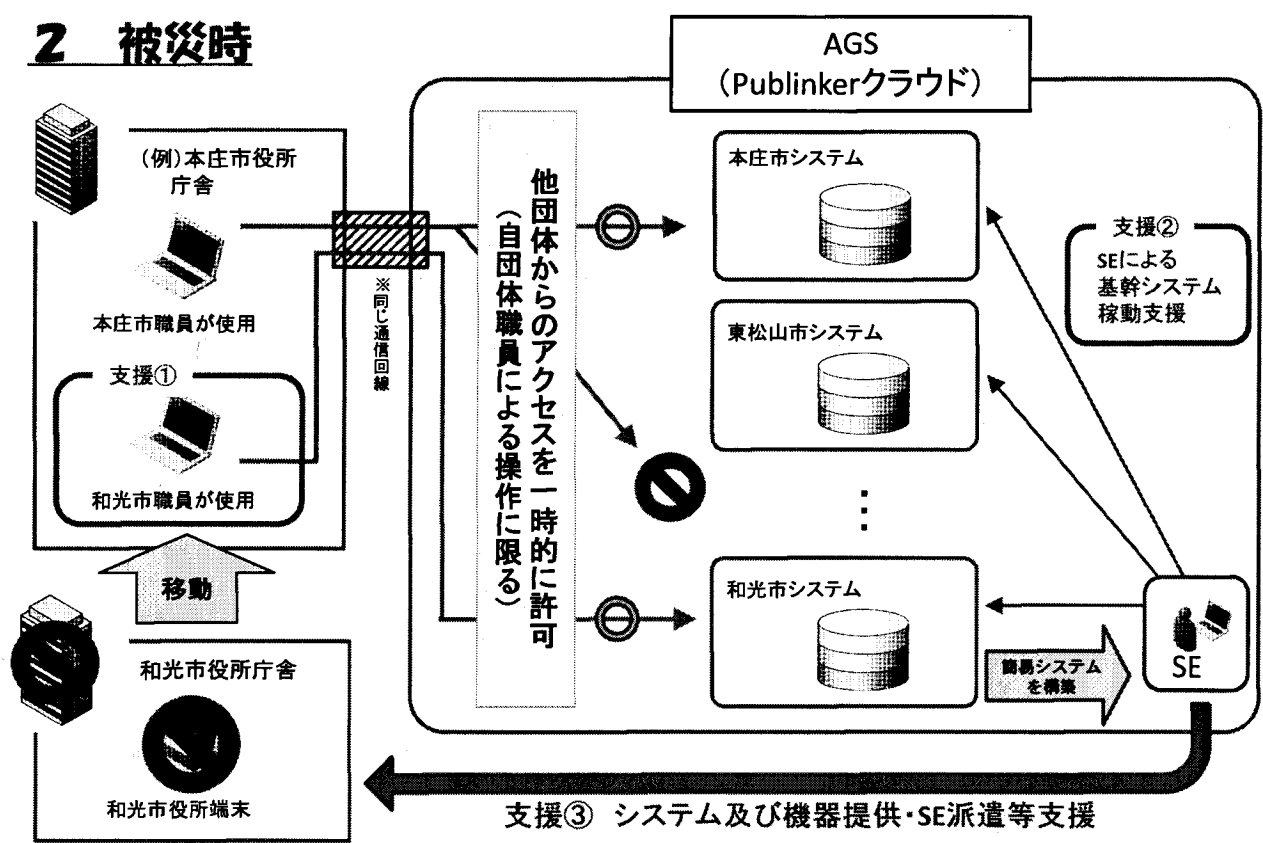 2 被災時
AGS
（Publinkerクラウド）
（例）本庄市役所
庁舎
本庄市職員が使用
支援①
和光市職員が使用
移動
和光市役所庁舎
和光市役所端末
※同じ通信回線
他団体からのアクセスを一時的に許可
（自団体職員による操作に限る）
本庄市システム
東松山市システム
⋮
和光市システム
支援②
SEによる
基幹システム
稼動支援
簡易システム
を構築
SE
支援③ システム及び機器提供・SE派遣等支援